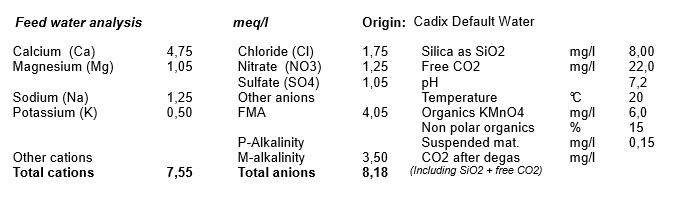 Feed water analysis meq/l Origin: Cadix Default Water
Calcium (Ca) 4,75 Chloride (Cl) 1,75 Silica as SiO2 mg/l 8,00
Magnesium (Mg) 1,05 Nitrate (NO3) 1,25 Free CO2 mg/l 22,0
Sulfate (SO4) 1,05 pH 7,2
Sodium (Na) 1,25 Other anions Temperature °C 20
Potassium (K) 0,50 FMA 4,05 Organics KMnO4 mg/l 6,0
Non polar organics % 15
P-Alkalinity Suspended mat. mg/l 0,15
Other cations M-alkalinity 3,50 CO2 after degas mg/l
Total cations 7,55 Total anions 8,18 (Including SiO2 + free CO2)